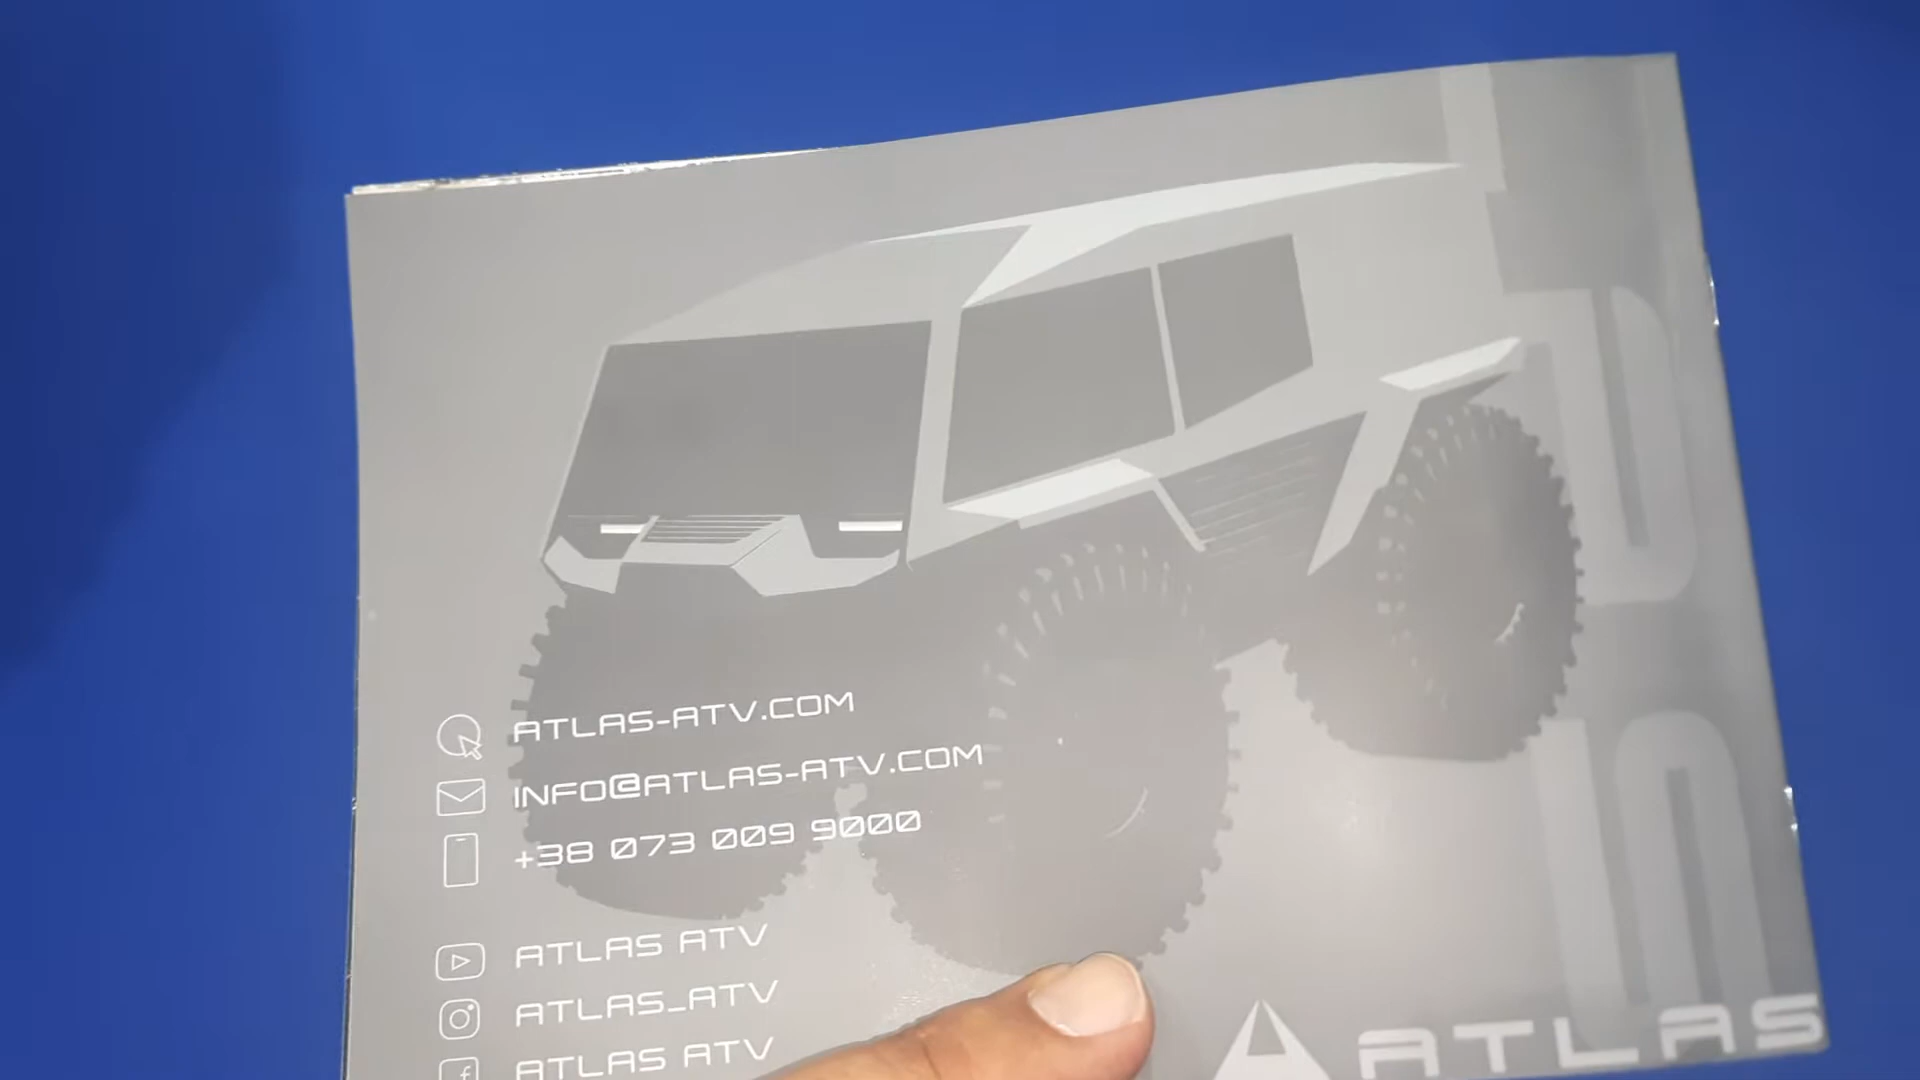 ATLAS-ATV.COM
INFO@ATLAS-ATV.COM
+38 073 009 9000
ATLAS ATV
ATLAS_ATV
ATLAS ATV
ATLAS